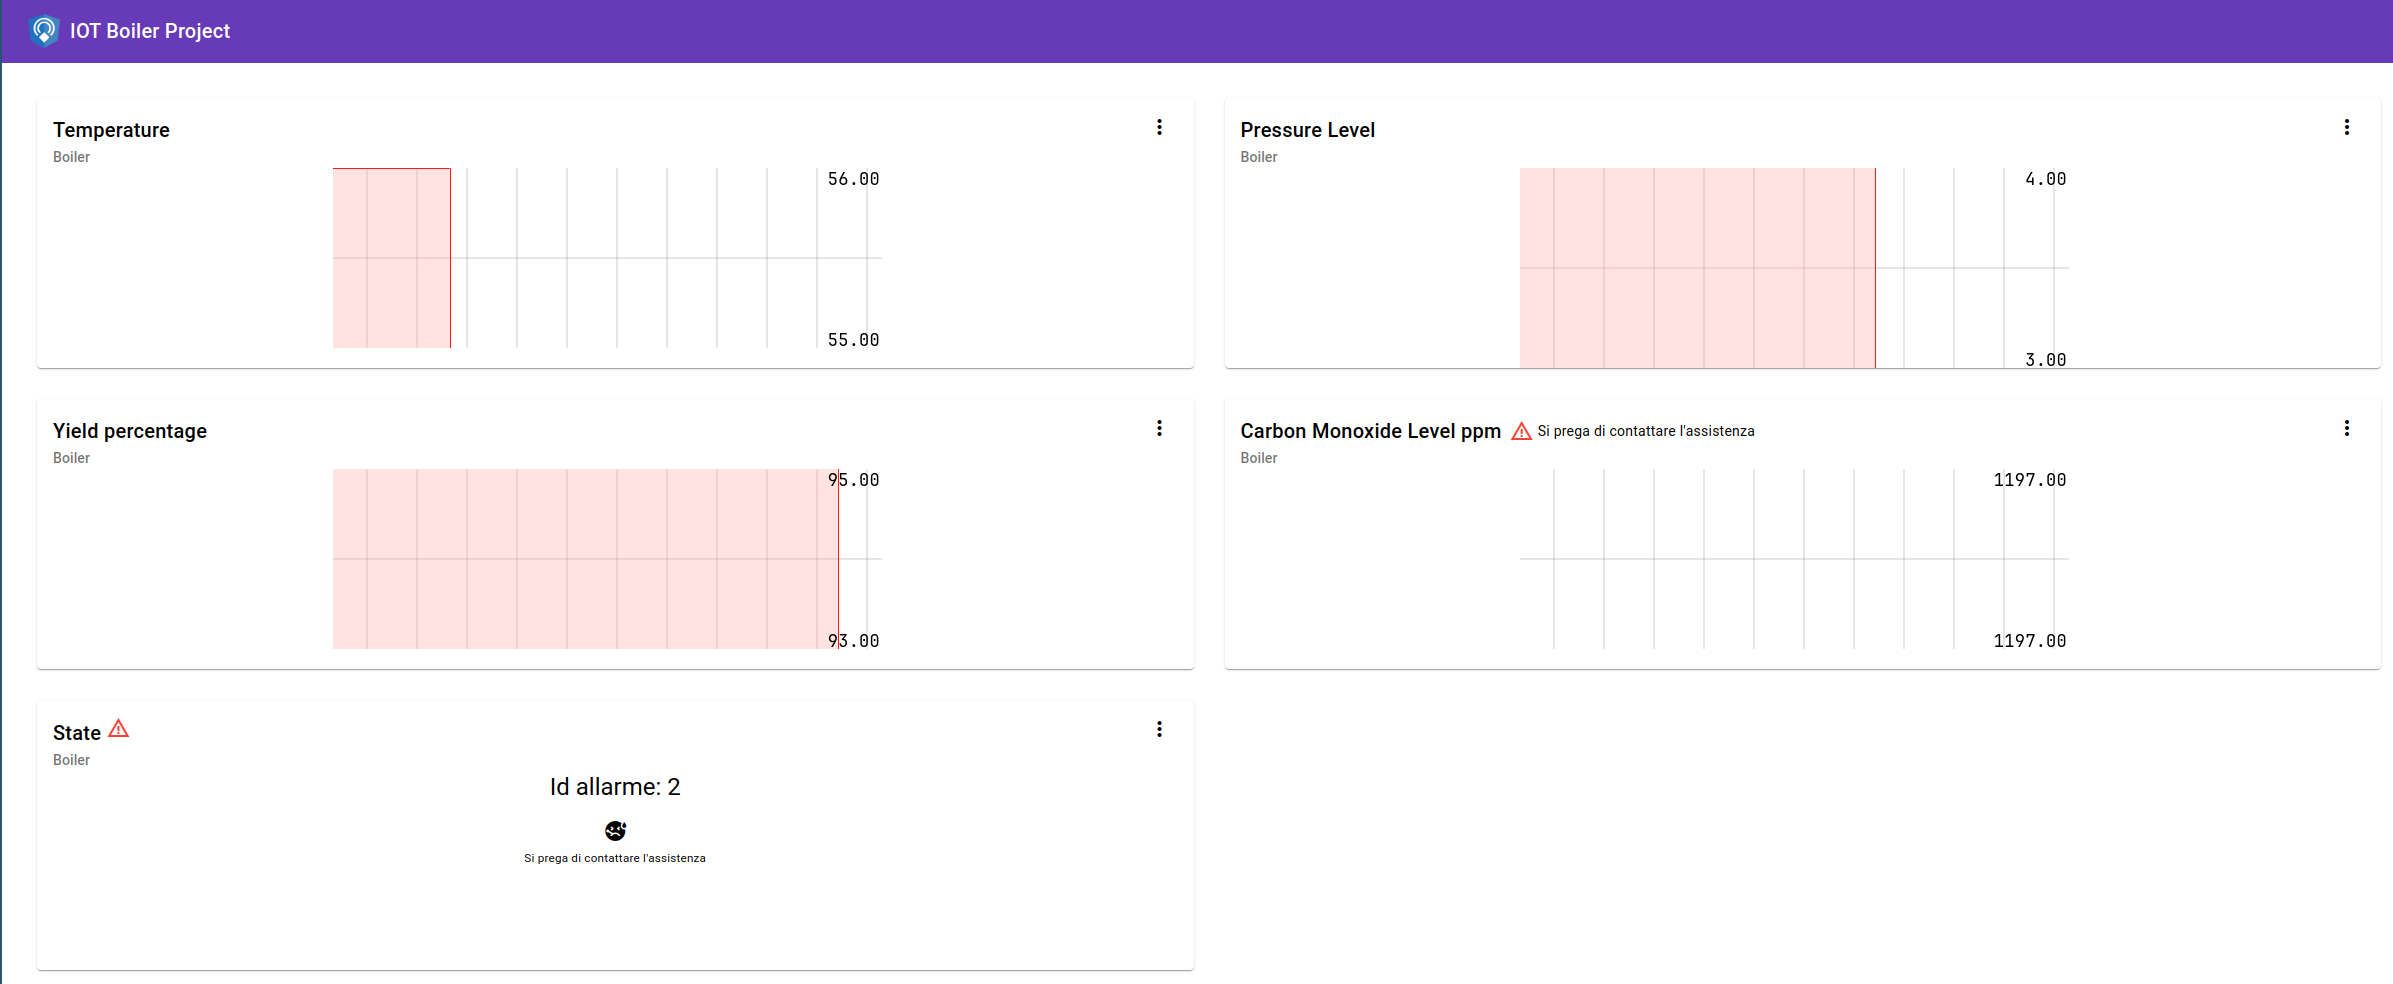 IOT Boiler Project
Temperature
Boiler
56.00
55.00
Pressure Level
Boiler
4.00
3.00
Yield percentage
Boiler
95.00
93.00
Carbon Monoxide Level ppm Si prega di contattare l'assistenza
Boiler
1197.00
1197.00
State
Boiler
Id allarme: 2
Si prega di contattare l'assistenza